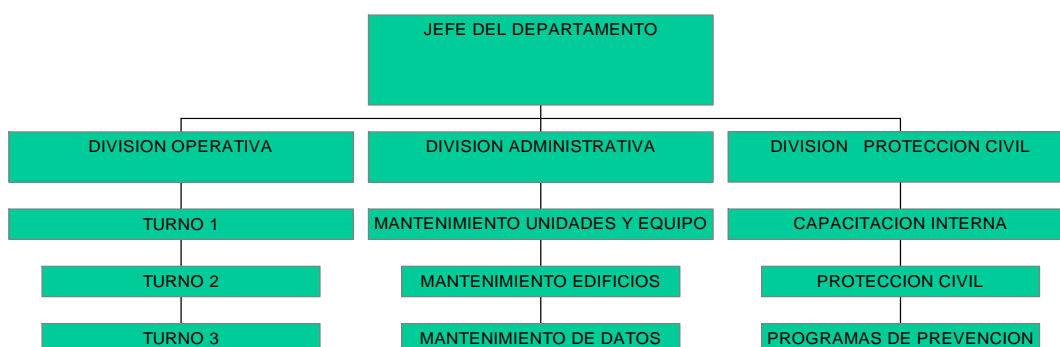 JEFE DEL DEPARTAMENTO
DIVISION OPERATIVA
DIVISION ADMINISTRATIVA
DIVISION PROTECCION CIVIL
TURNO 1
MANTENIMIENTO UNIDADES Y EQUIPO
CAPACITACION INTERNA
TURNO 2
MANTENIMIENTO EDIFICIOS
PROTECCION CIVIL
TURNO 3
MANTENIMIENTO DE DATOS
PROGRAMAS DE PREVENCION